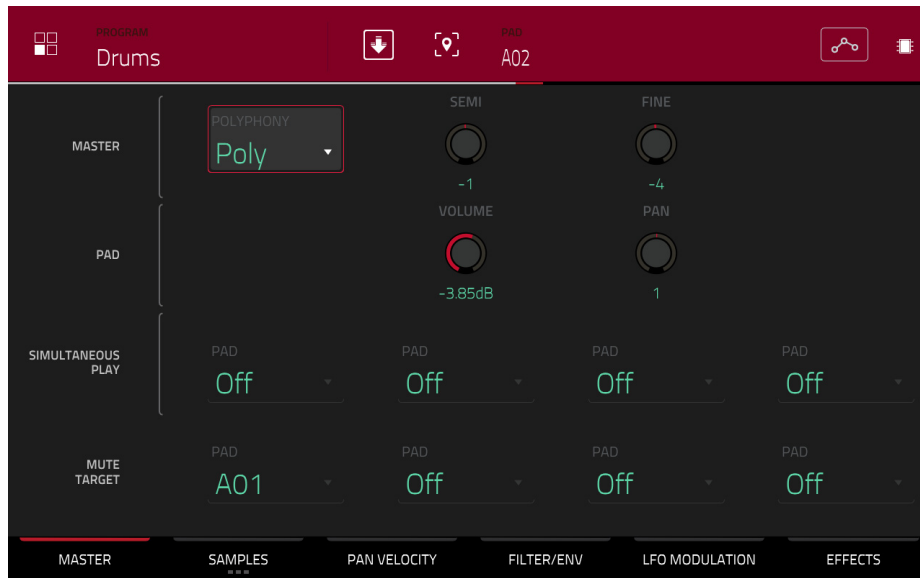 PROGRAM
Drums
PAD
A02
MASTER
POLYPHONY
Poly
SEMI
-1
FINE
-4
PAD
VOLUME
-3.85dB
PAN
1
SIMULTANEOUS
PLAY
PAD
Off
PAD
Off
PAD
Off
PAD
Off
MUTE
TARGET
PAD
A01
PAD
Off
PAD
Off
PAD
Off
MASTER
SAMPLES
PAN VELOCITY
FILTER/ENV
LFO MODULATION
EFFECTS